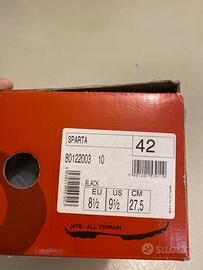 SPARTA
42
80122003 10
BLACK
EU US CM
8½ 9½ 27,5
MTB - ALL TERRAIN
subito